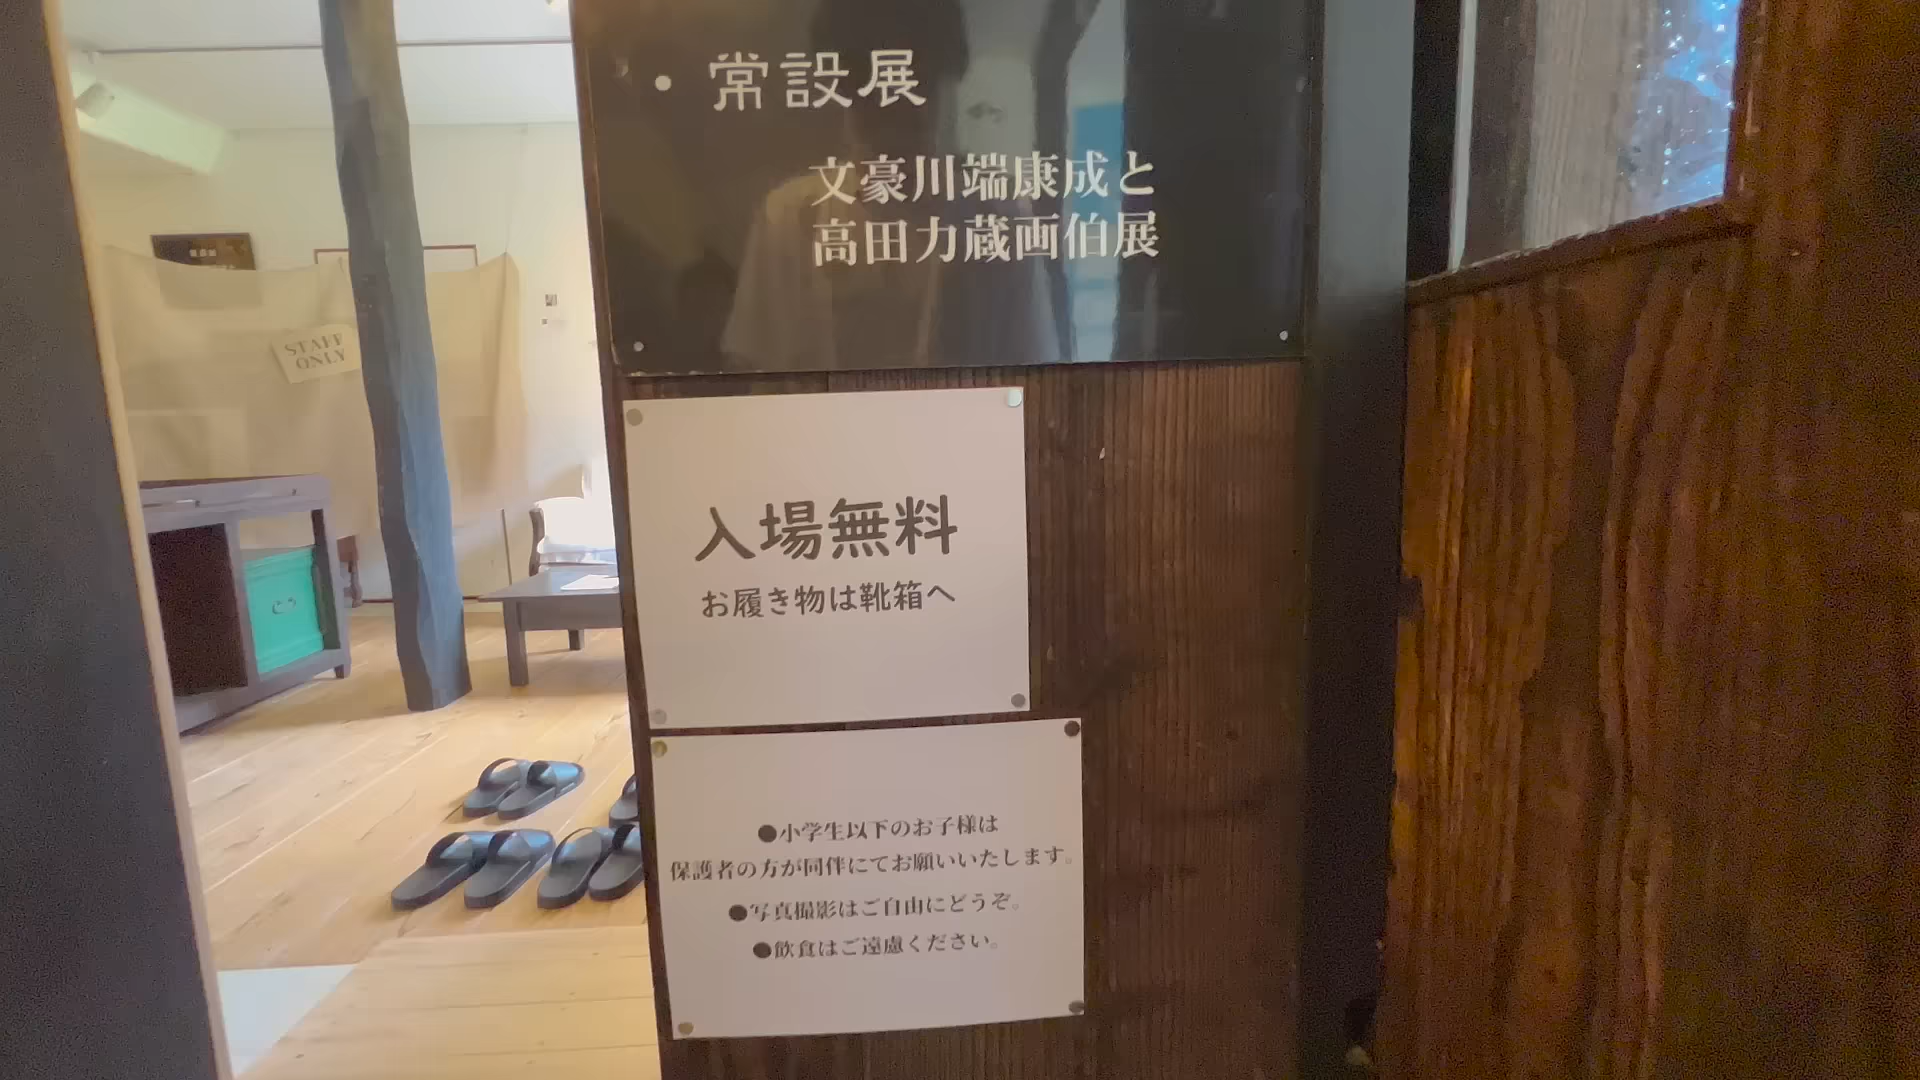 ・常設展
文豪川端康成と
高田力蔵画伯展
STAFF
ONLY
入場無料
お履き物は靴箱へ
●小学生以下のお子様は
保護者の方が同伴にてお願いいたします。
●写真撮影はご自由にどうぞ。
●飲食はご遠慮ください。